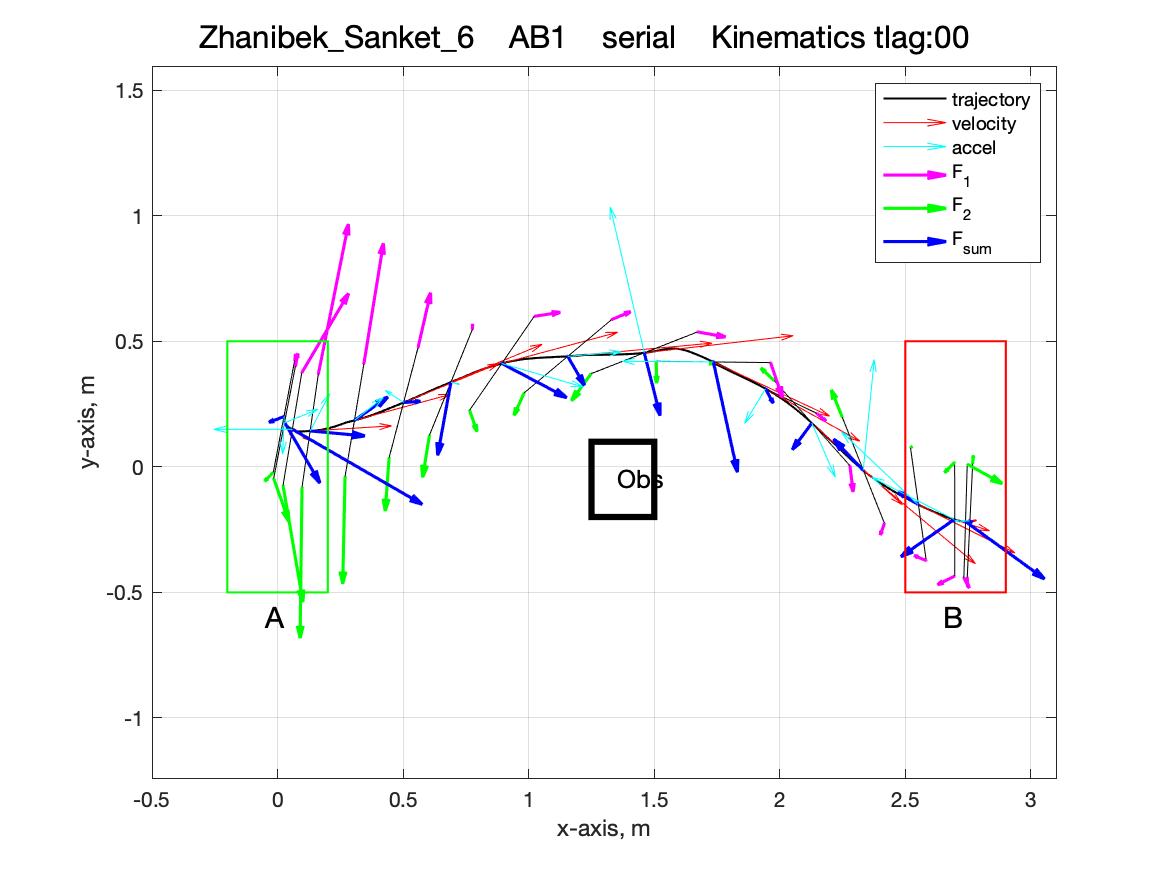 Zhanibek_Sanket_6 AB1 serial Kinematics tlag:00
trajectory
velocity
accel
F1
F2
Fsum
1.5
1
0.5
0
-0.5
-1
y-axis, m
Obs
A
B
-0.5 0 0.5 1 1.5 2 2.5 3
x-axis, m